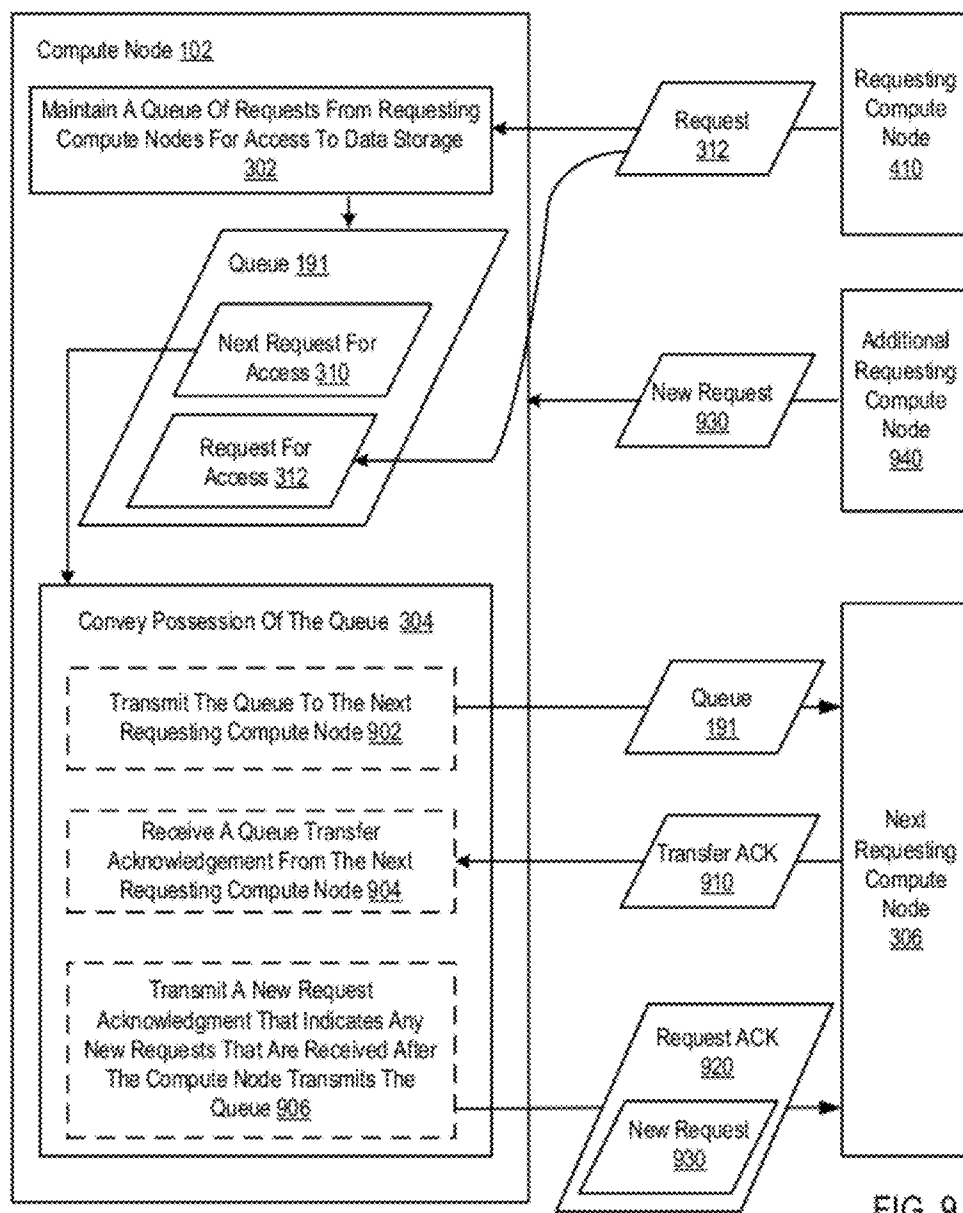 Compute Node 102
Maintain A Queue Of Requests From Requesting
Compute Nodes For Access To Data Storage
302
Request
312
Requesting
Compute
Node
410
Queue 191
Next Request For
Access 310
Request For
Access 312
New Request
930
Additional
Requesting
Compute
Node
940
Convey Possession Of The Queue 304
Transmit The Queue To The Next
Requesting Compute Node 902
Queue
191
Receive A Queue Transfer
Acknowledgement From The Next
Requesting Compute Node 904
Transfer ACK
910
Next
Requesting
Compute
Node
306
Transmit A New Request
Acknowledgment That Indicates Any
New Requests That are Received After
The Compute Node Transmits The
Queue 906
Request ACK
920
New Request
930
FIG. 9